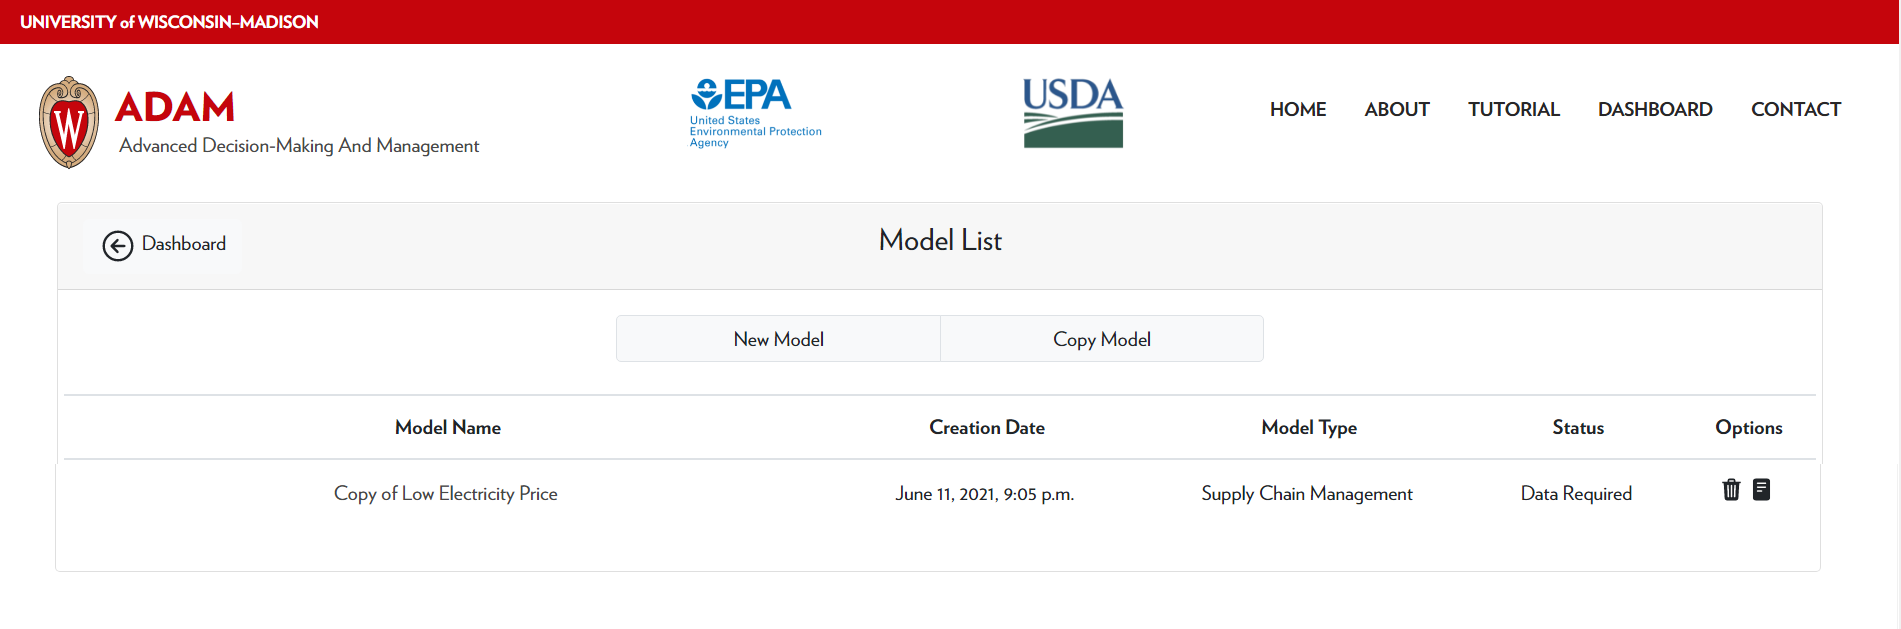 UNIVERSITY of WISCONSIN–MADISON
W
ADAM
Advanced Decision-Making And Management
EPA
United States
Environmental Protection
Agency
USDA
HOME ABOUT TUTORIAL DASHBOARD CONTACT
Dashboard
Model List
New Model Copy Model
Model Name Creation Date Model Type Status Options
Copy of Low Electricity Price June 11, 2021, 9:05 p.m. Supply Chain Management Data Required